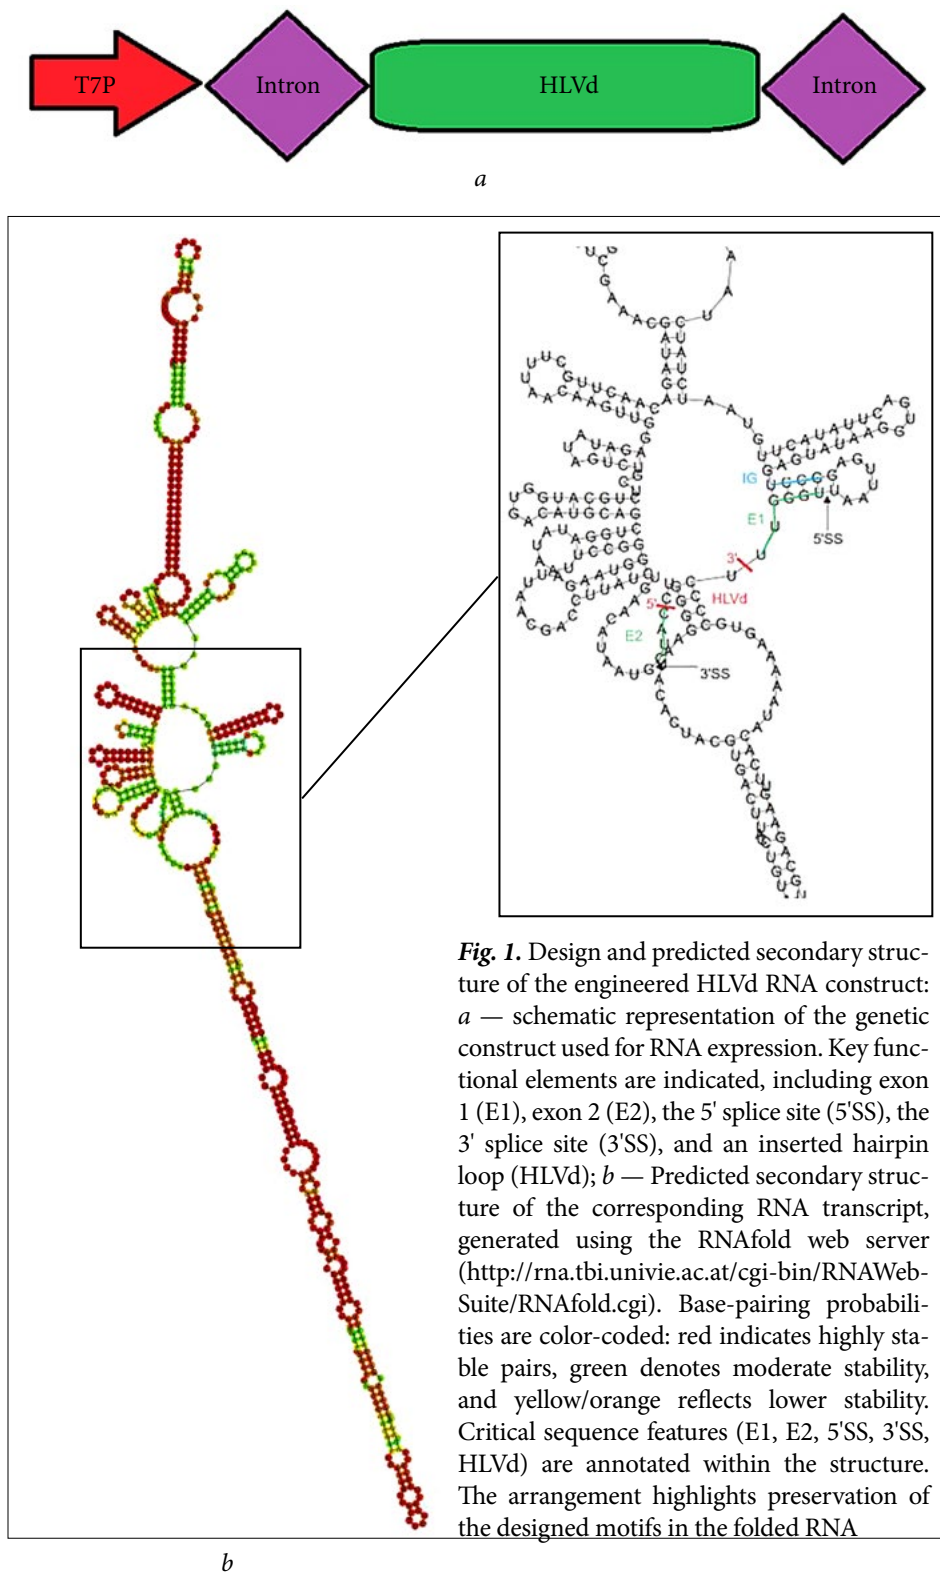 T7P Intron HLVd Intron
a
IG
E1
5'SS
3'
HLVd
5'
E2
3'SS
Fig. 1. Design and predicted secondary struc-
ture of the engineered HLVd RNA construct:
a — schematic representation of the genetic
construct used for RNA expression. Key func-
tional elements are indicated, including exon
1 (E1), exon 2 (E2), the 5' splice site (5'SS), the
3' splice site (3'SS), and an inserted hairpin
loop (HLVd); b — Predicted secondary struc-
ture of the corresponding RNA transcript,
generated using the RNAfold web server
(http://rna.tbi.univie.ac.at/cgi-bin/RNAWeb-
Suite/RNAfold.cgi). Base-pairing probabili-
ties are color-coded: red indicates highly sta-
ble pairs, green denotes moderate stability,
and yellow/orange reflects lower stability.
Critical sequence features (E1, E2, 5'SS, 3'SS,
HLVd) are annotated within the structure.
The arrangement highlights preservation of
the designed motifs in the folded RNA
b